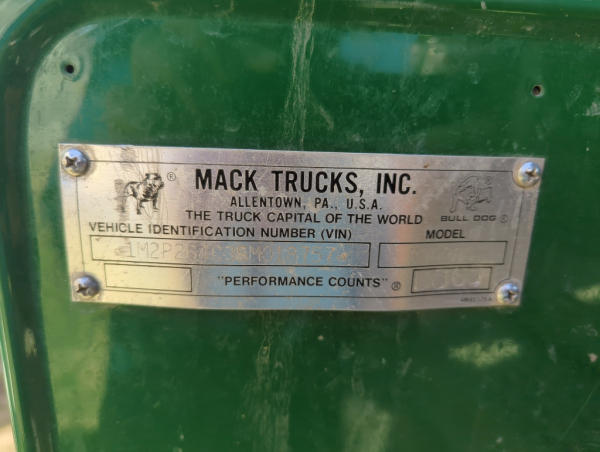 MACK TRUCKS, INC.
ALLENTOWN, PA., U.S.A.
THE TRUCK CAPITAL OF THE WORLD
BULL DOG ®
®
VEHICLE IDENTIFICATION NUMBER (VIN) MODEL
"PERFORMANCE COUNTS" ®